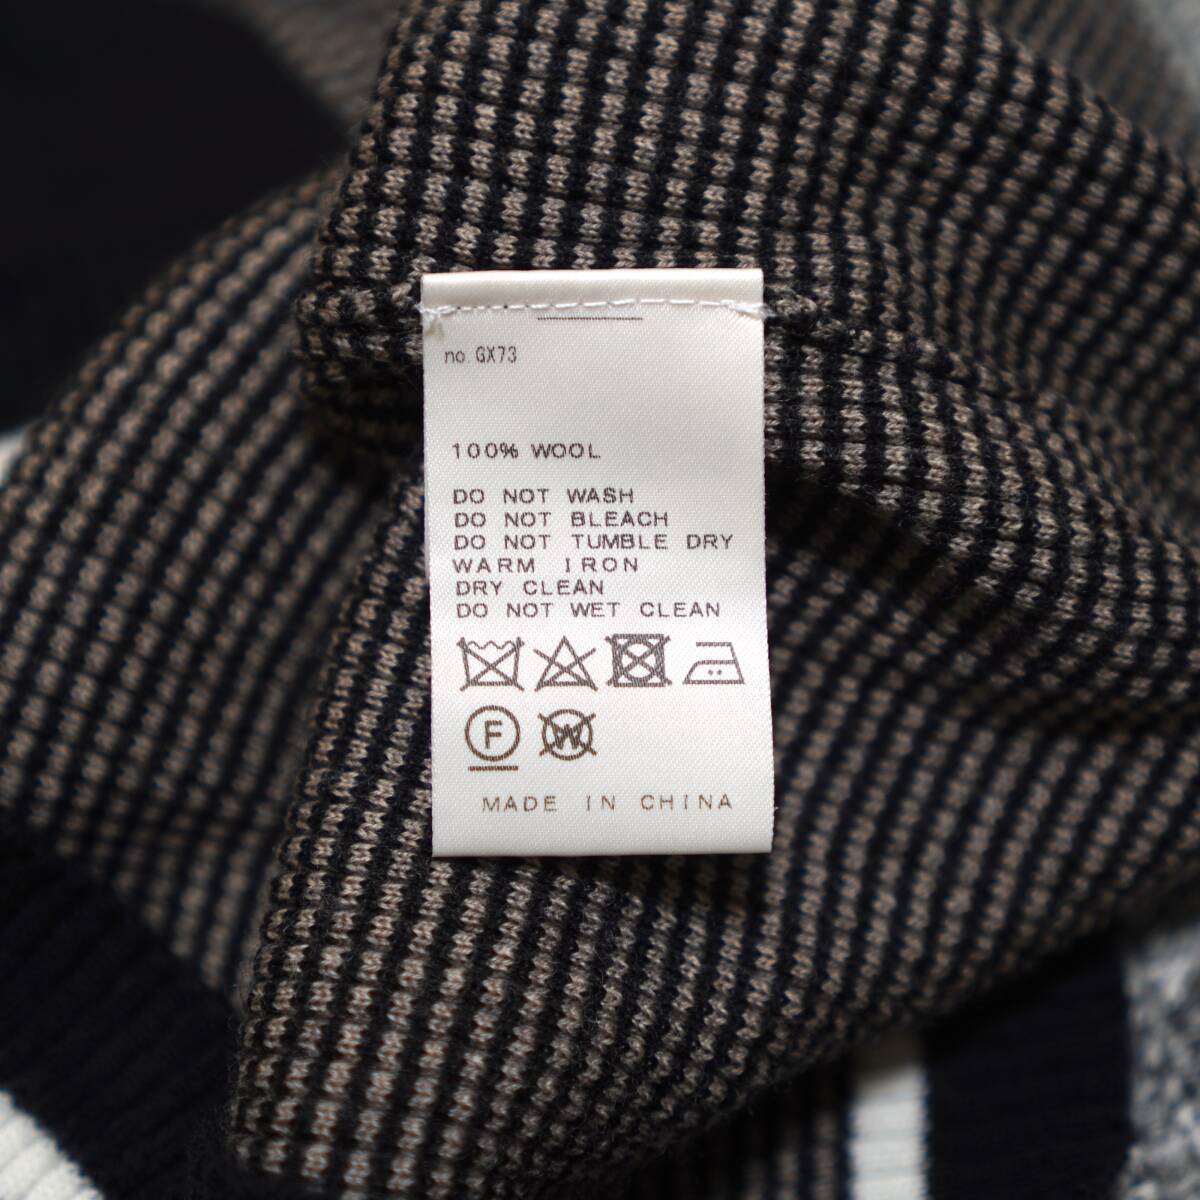 no. GX73
100% WOOL
DO NOT WASH
DO NOT BLEACH
DO NOT TUMBLE DRY
WARM IRON
DRY CLEAN
DO NOT WET CLEAN
F W
MADE IN CHINA